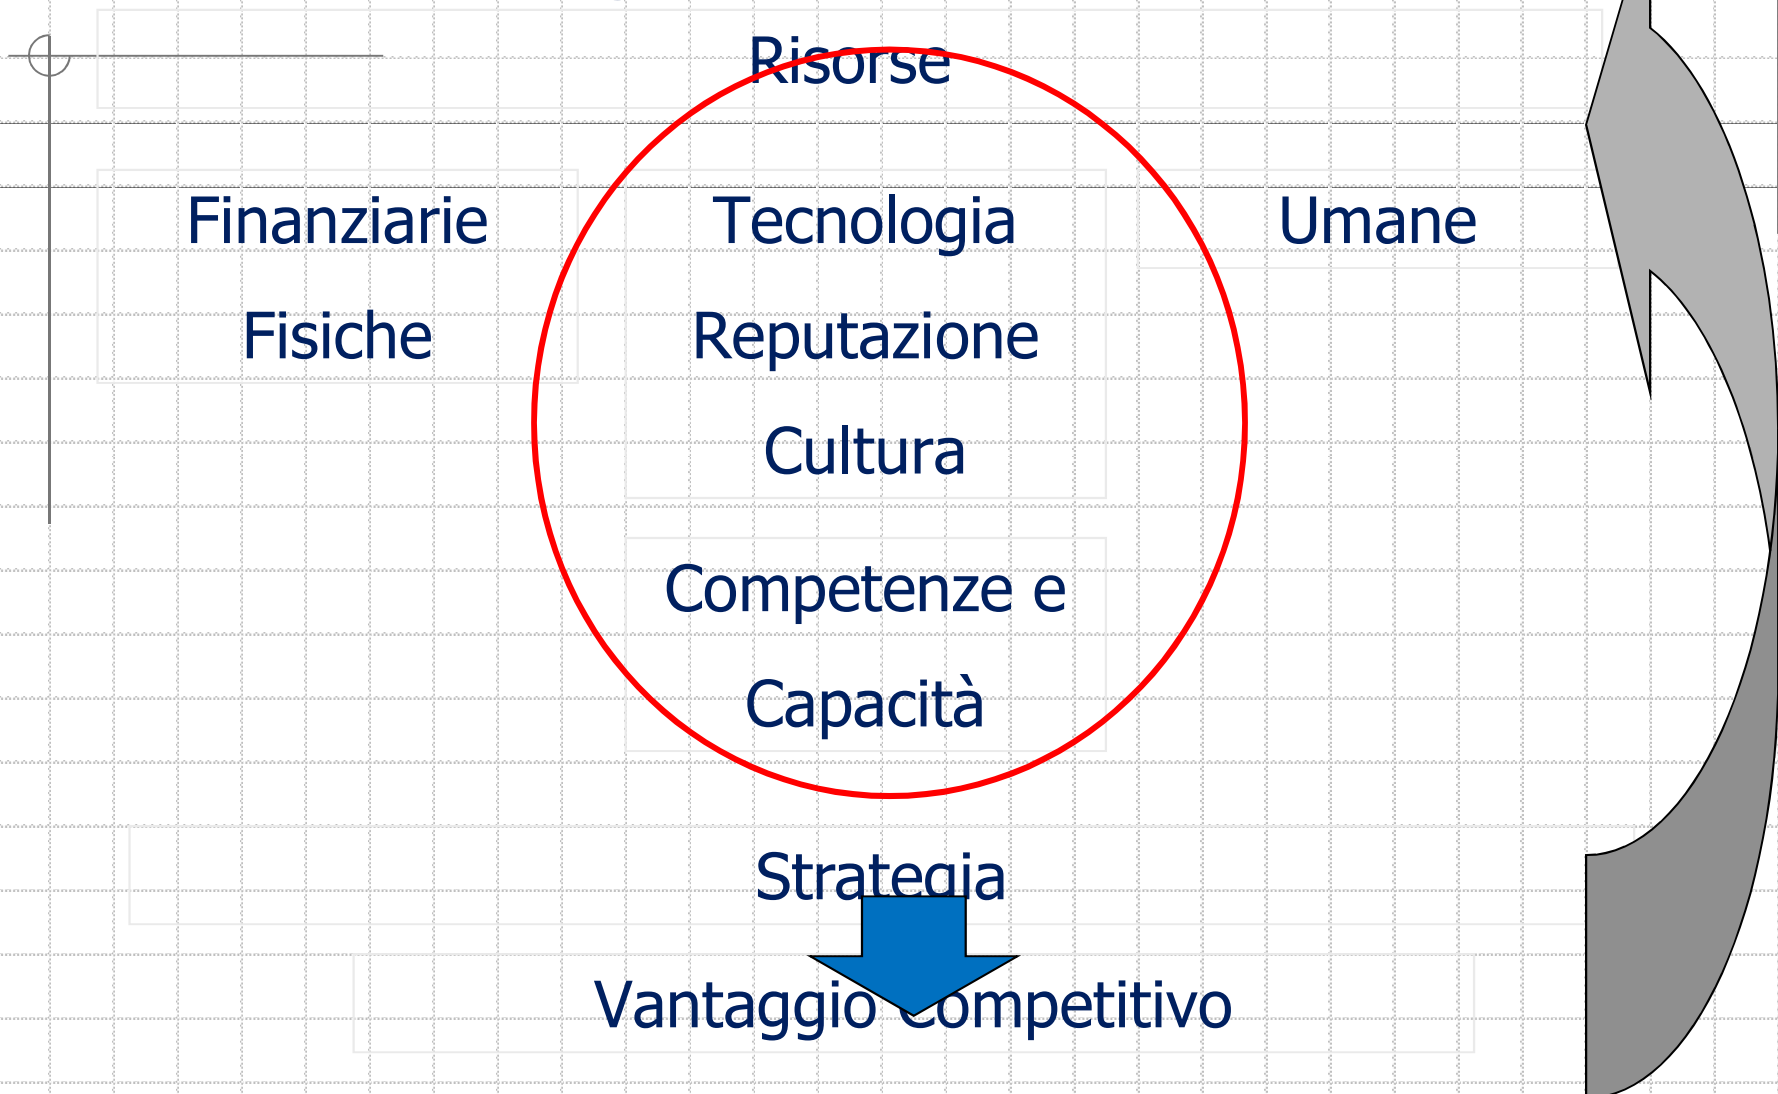 Risorse
Finanziarie
Fisiche
Tecnologia
Reputazione
Cultura
Umane
Competenze e
Capacità
Strategia
Vantaggio Competitivo